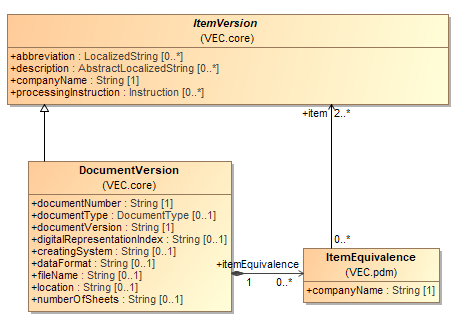 ItemVersion
(VEC.core)
+abbreviation : LocalizedString [0..*]
+description : AbstractLocalizedString [0..*]
+companyName : String [1]
+processingInstruction : Instruction [0..*]
+item 2..*
DocumentVersion
(VEC.core)
+documentNumber : String [1]
+documentType : DocumentType [0..1]
+documentVersion : String [1]
+digitalRepresentationIndex : String [0..1]
+creatingSystem : String [0..1]
+dataFormat : String [0..1]
+fileName : String [0..1]
+location : String [0..1]
+numberOfSheets : String [0..1]
0..*
+itemEquivalence
1 0..*
ItemEquivalence
(VEC.pdm)
+companyName : String [1]